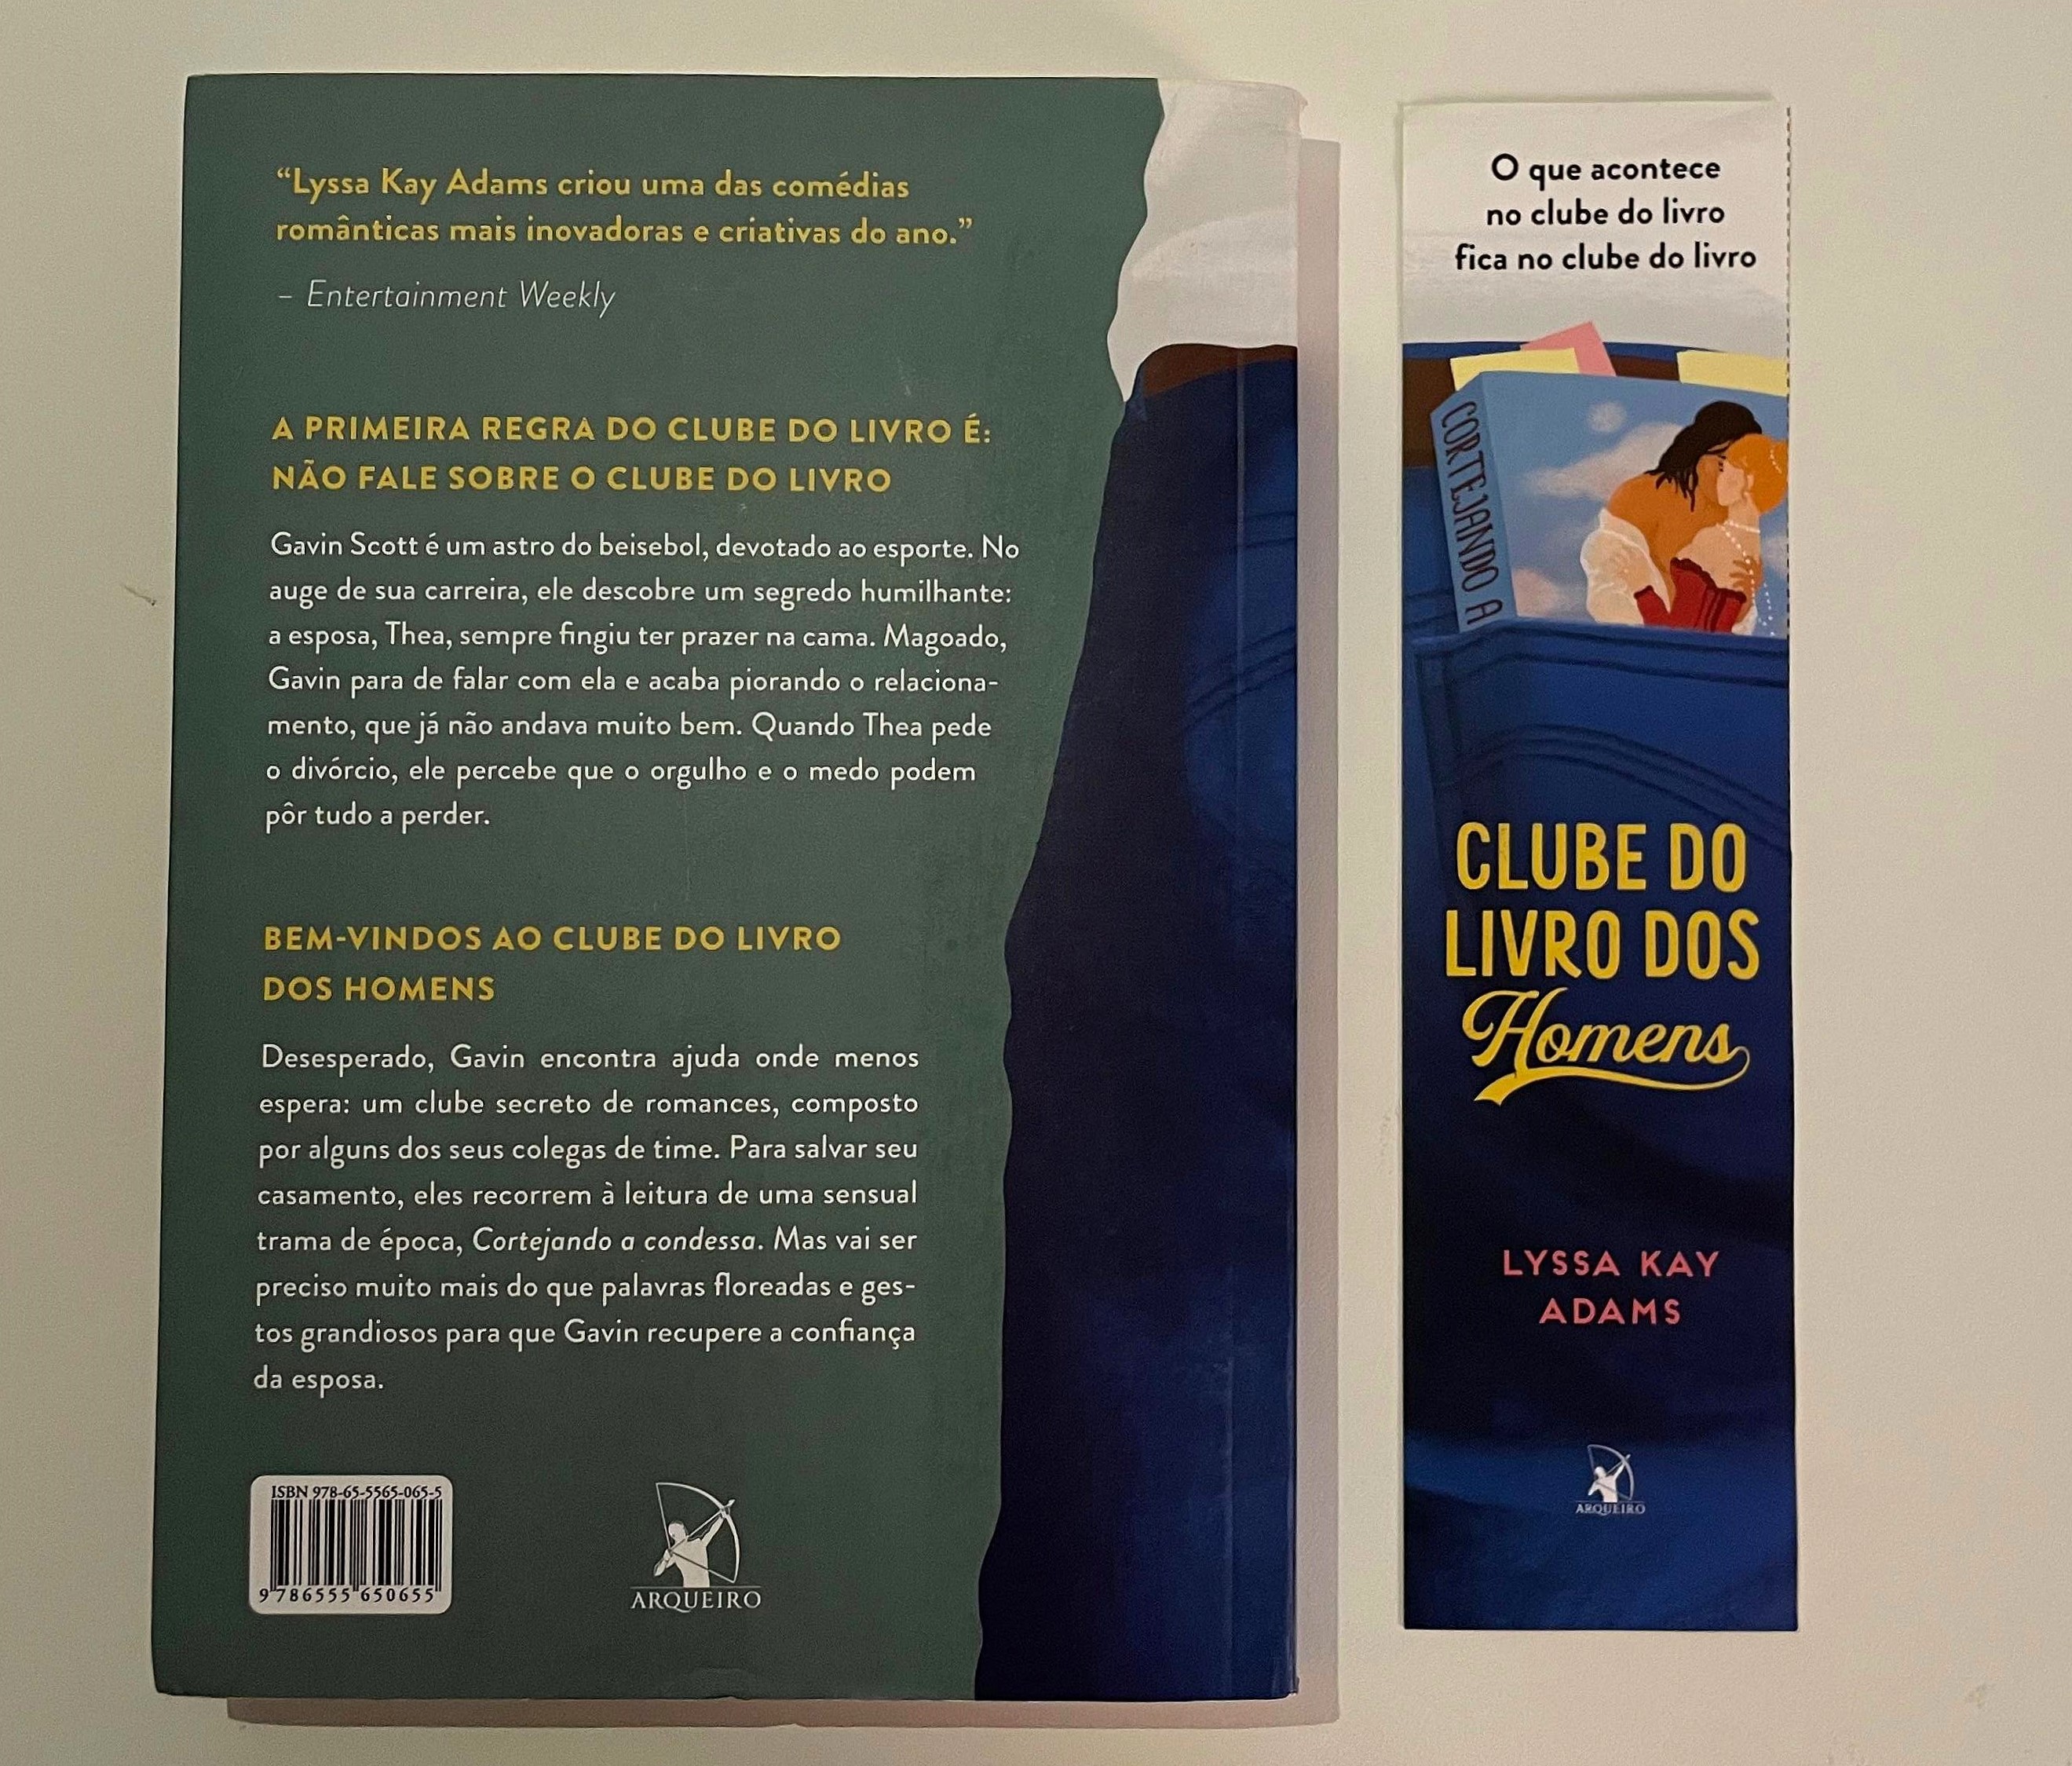 “Lyssa Kay Adams criou uma das comédias
românticas mais inovadoras e criativas do ano.”
– Entertainment Weekly
A PRIMEIRA REGRA DO CLUBE DO LIVRO É:
NÃO FALE SOBRE O CLUBE DO LIVRO
Gavin Scott é um astro do beisebol, devotado ao esporte. No
auge de sua carreira, ele descobre um segredo humilhante:
a esposa, Thea, sempre fingiu ter prazer na cama. Magoado,
Gavin para de falar com ela e acaba piorando o relaciona-
mento, que já não andava muito bem. Quando Thea pede
o divórcio, ele percebe que o orgulho e o medo podem
pôr tudo a perder.
BEM-VINDOS AO CLUBE DO LIVRO
DOS HOMENS
Desesperado, Gavin encontra ajuda onde menos
espera: um clube secreto de romances, composto
por alguns dos seus colegas de time. Para salvar seu
casamento, eles recorrem à leitura de uma sensual
trama de época, Cortejando a condessa. Mas vai ser
preciso muito mais do que palavras floreadas e ges-
tos grandiosos para que Gavin recupere a confiança
da esposa.
ISBN 978-65-5565-065-5
9 786555 650655
ARQUEIRO
O que acontece
no clube do livro
fica no clube do livro
CORTEJANDO A
CLUBE DO
LIVRO DOS
Homens
LYSSA KAY
ADAMS
ARQUEIRO